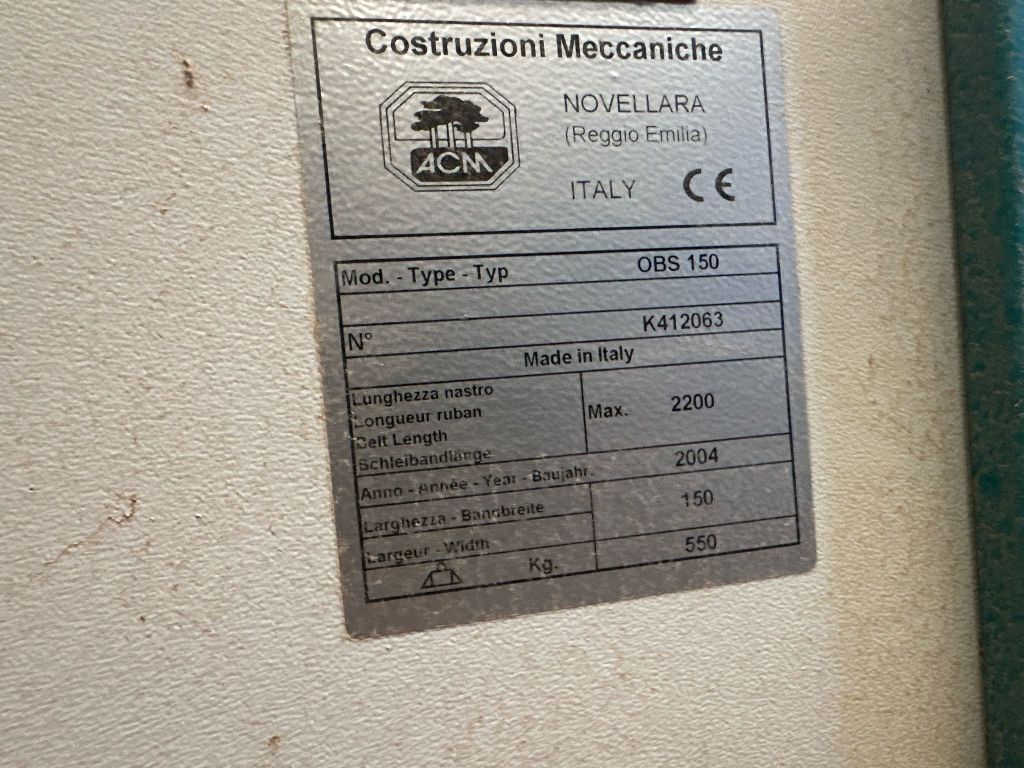 Costruzioni Meccaniche
NOVELLARA
(Reggio Emilia)
ACM
ITALY CE
Mod. - Type - Typ OBS 150
N° K412063
Made in Italy
Lunghezza nastro
Longueur ruban
Belt Length
Schleibandlänge
Max. 2200
Anno - Année - Year - Baujahr. 2004
Larghezza - Bandbreite
Largeur - Width
150
Kg. 550